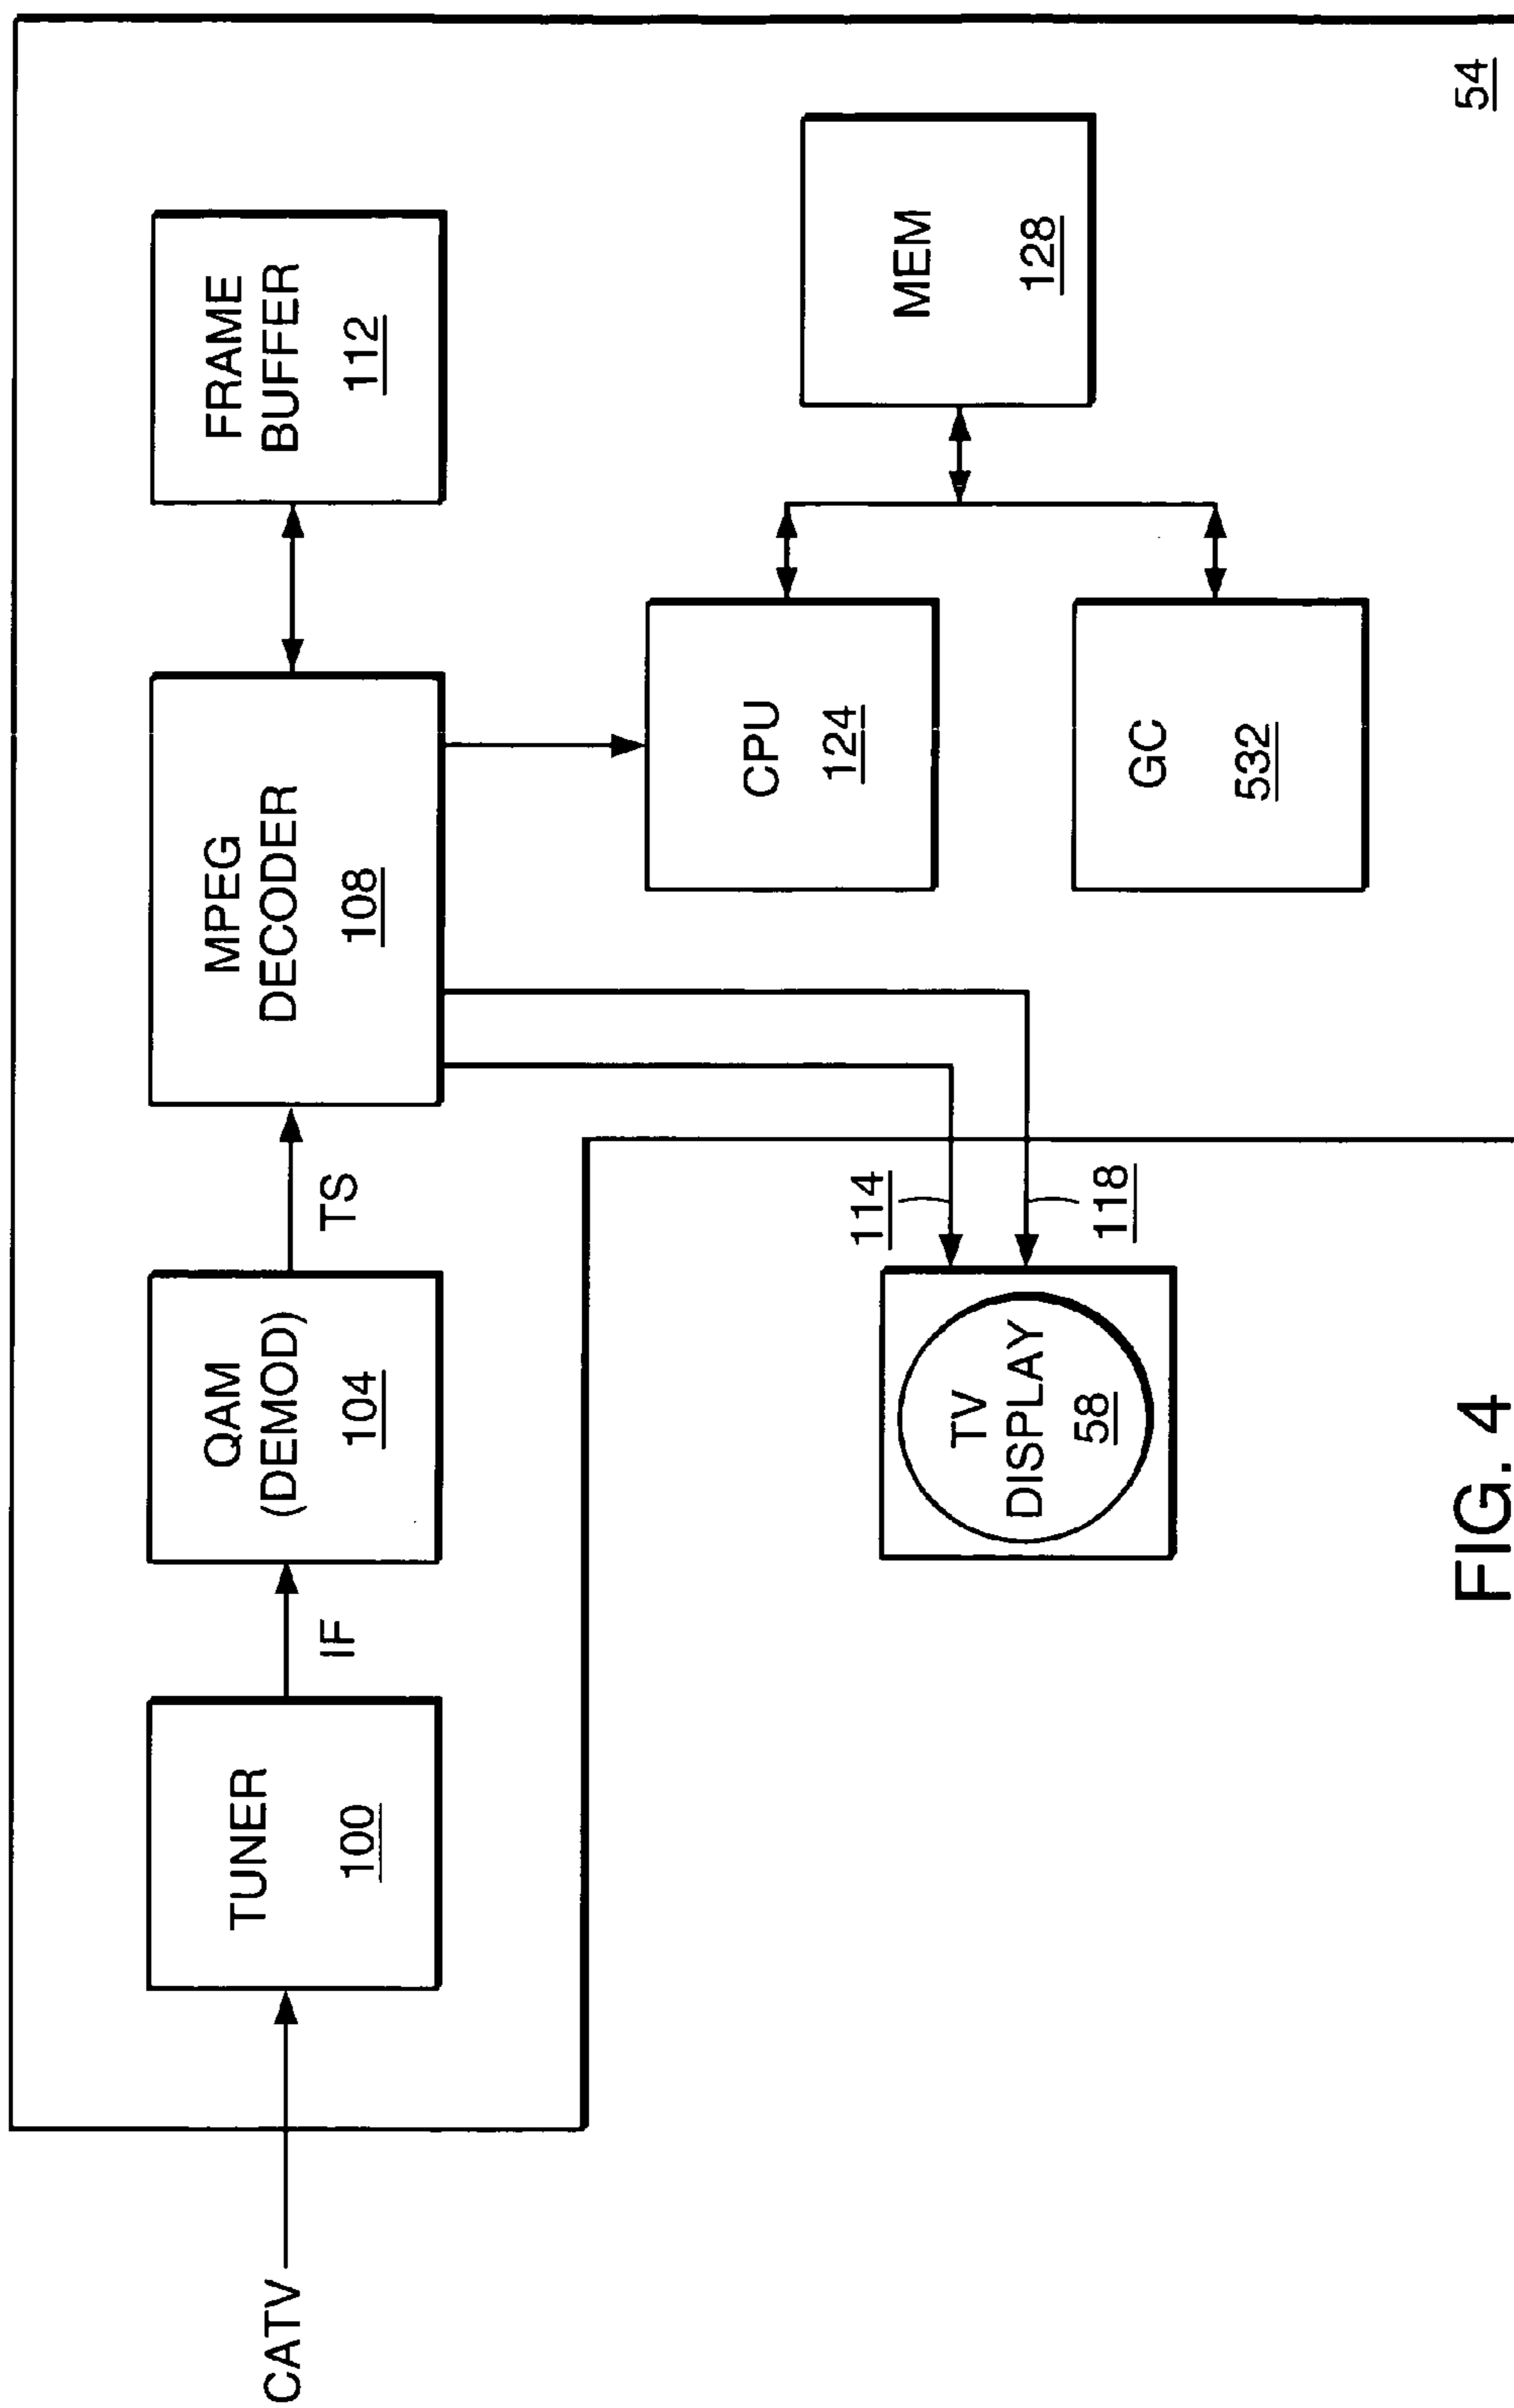 CATV
TUNER
100
IF
QAM
(DEMOD)
104
TS
MPEG
DECODER
108
FRAME
BUFFER
112
CPU
124
MEM
128
GC
532
114
118
TV
DISPLAY
58
54
FIG. 4